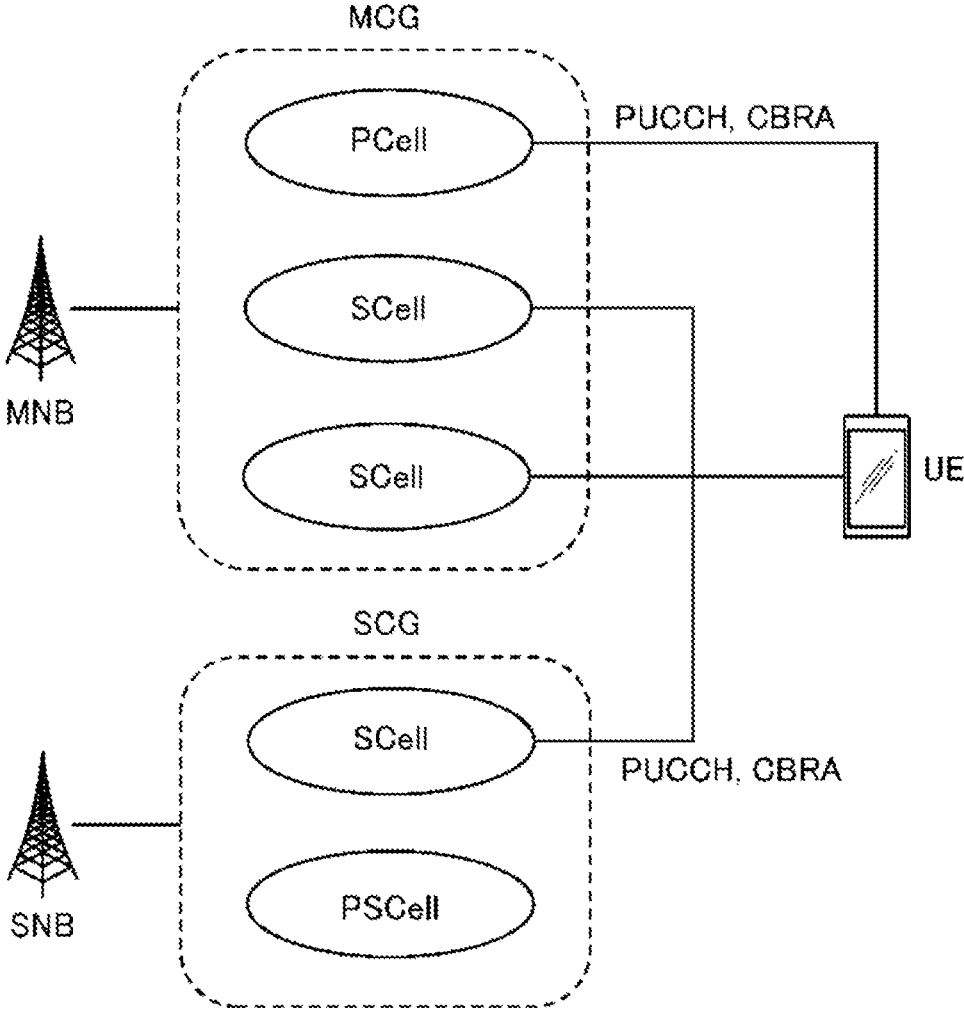 MCG
PCell
PUCCH, CBRA
SCell
MNB
SCell
UE
SCG
SCell
PUCCH, CBRA
PSCell
SNB